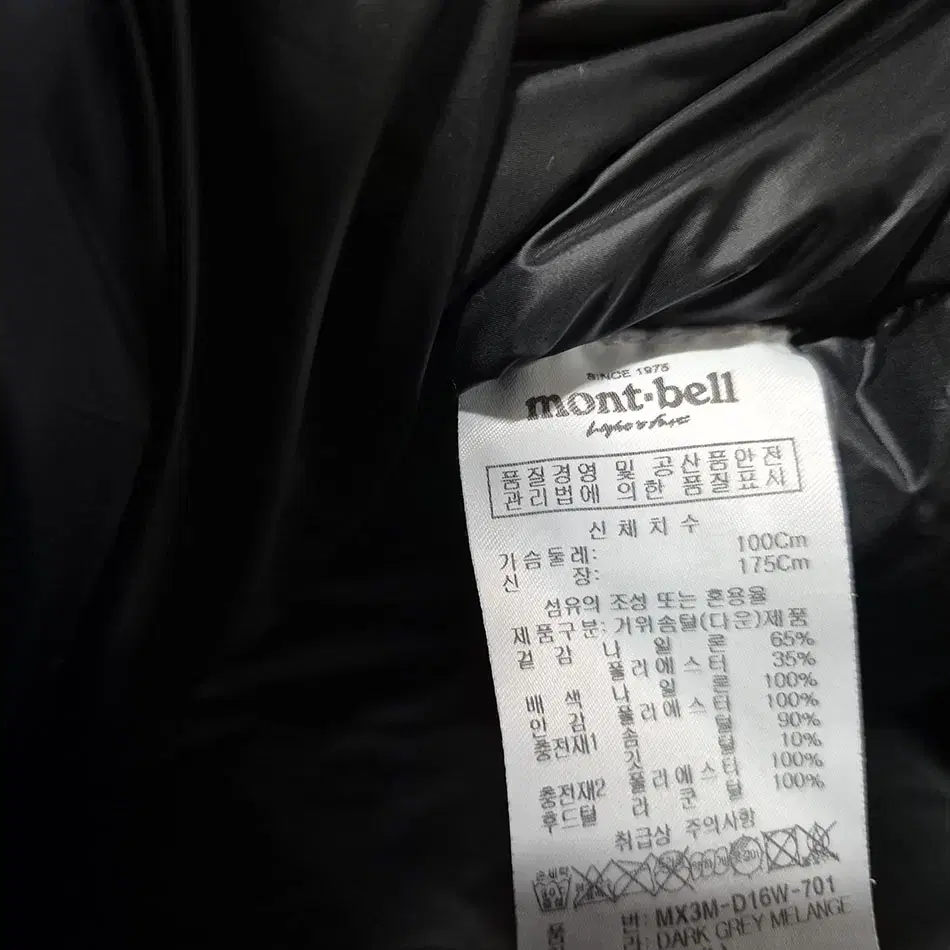 SINCE 1975
mont-bell
품질경영 및 공산품안전
관리법에 의한 품질표시
신체치수
가슴둘레: 100Cm
신장: 175Cm
섬유의 조성 또는 혼용율
제품구분: 거위솜털(다운)제품
겉감 나일론 65%
폴리에스터 35%
배색 나일론 100%
안감 폴리에스터 100%
충전재1 솜털 90%
깃털 10%
충전재2 폴리에스터 100%
후드털 라쿤털 100%
취급상 주의사항
품번: MX3M-D16W-701
DARK GREY MELANGE